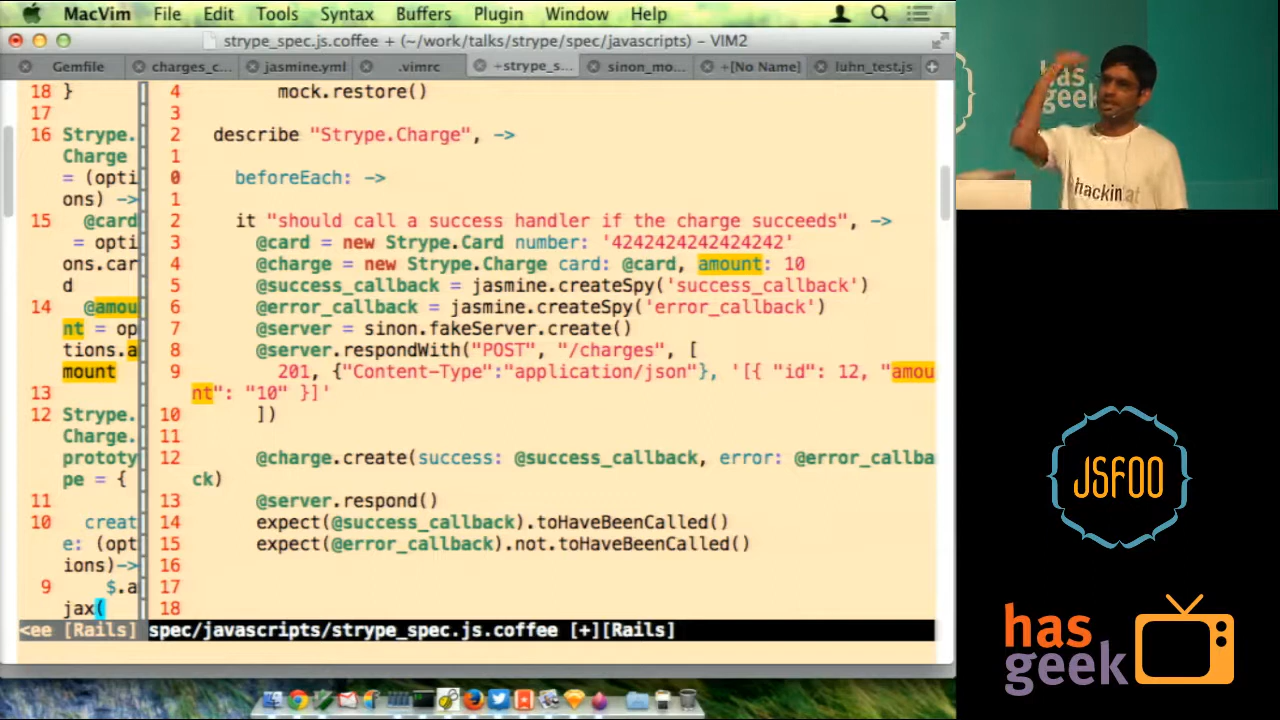 MacVim File Edit Tools Syntax Buffers Plugin Window Help
strype_spec.js.coffee + (~/work/talks/strype/spec/javascripts) – VIM2
Gemfile charges_c... jasmine.yml .vimrc +strype_s... sinon_mo... +[No Name] luhn_test.js
18 }
17
16 Strype.
Charge
= (opti
ons) ->
15 @card
= opti
ons.car
d
14 @amou
nt = op
tions.a
mount
13
12 Strype.
Charge.
prototy
pe = {
11
10 creat
e: (opt
ions)->
9 $.a
jax(
4 mock.restore()
3
2 describe "Strype.Charge", ->
1
0 beforeEach: ->
1
2 it "should call a success handler if the charge succeeds", ->
3 @card = new Strype.Card number: '4242424242424242'
4 @charge = new Strype.Charge card: @card, amount: 10
5 @success_callback = jasmine.createSpy('success_callback')
6 @error_callback = jasmine.createSpy('error_callback')
7 @server = sinon.fakeServer.create()
8 @server.respondWith("POST", "/charges", [
9 201, {"Content-Type":"application/json"}, '[{ "id": 12, "amou
nt": "10" }]'
10 ])
11
12 @charge.create(success: @success_callback, error: @error_callba
ck)
13 @server.respond()
14 expect(@success_callback).toHaveBeenCalled()
15 expect(@error_callback).not.toHaveBeenCalled()
16
17
18
<ee [Rails] spec/javascripts/strype_spec.js.coffee [+][Rails]
has
geek
hackin'at
JSFOO
has
geek